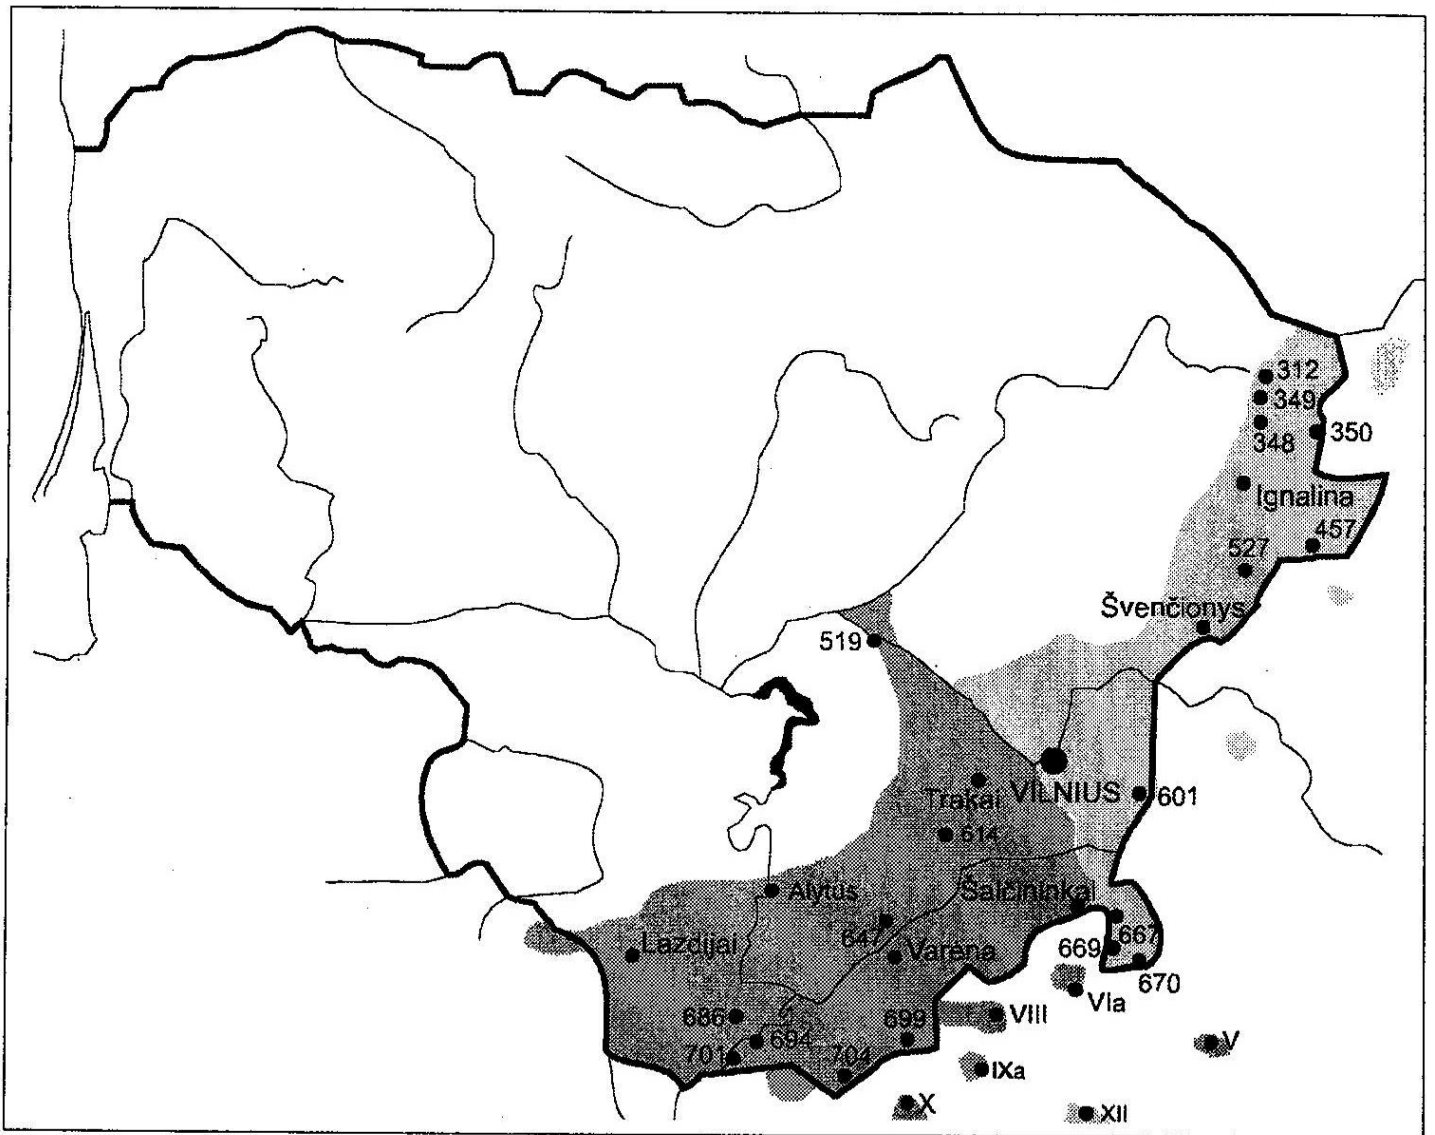 312
349
348
350
Ignalina
457
527
Švenčionys
519
VILNIUS
Trakai
601
614
Alytus
Šalčininkai
647
667
Lazdijai
Varėna
669
670
VIa
686
699
VIII
694
V
701
704
IXa
X
XII